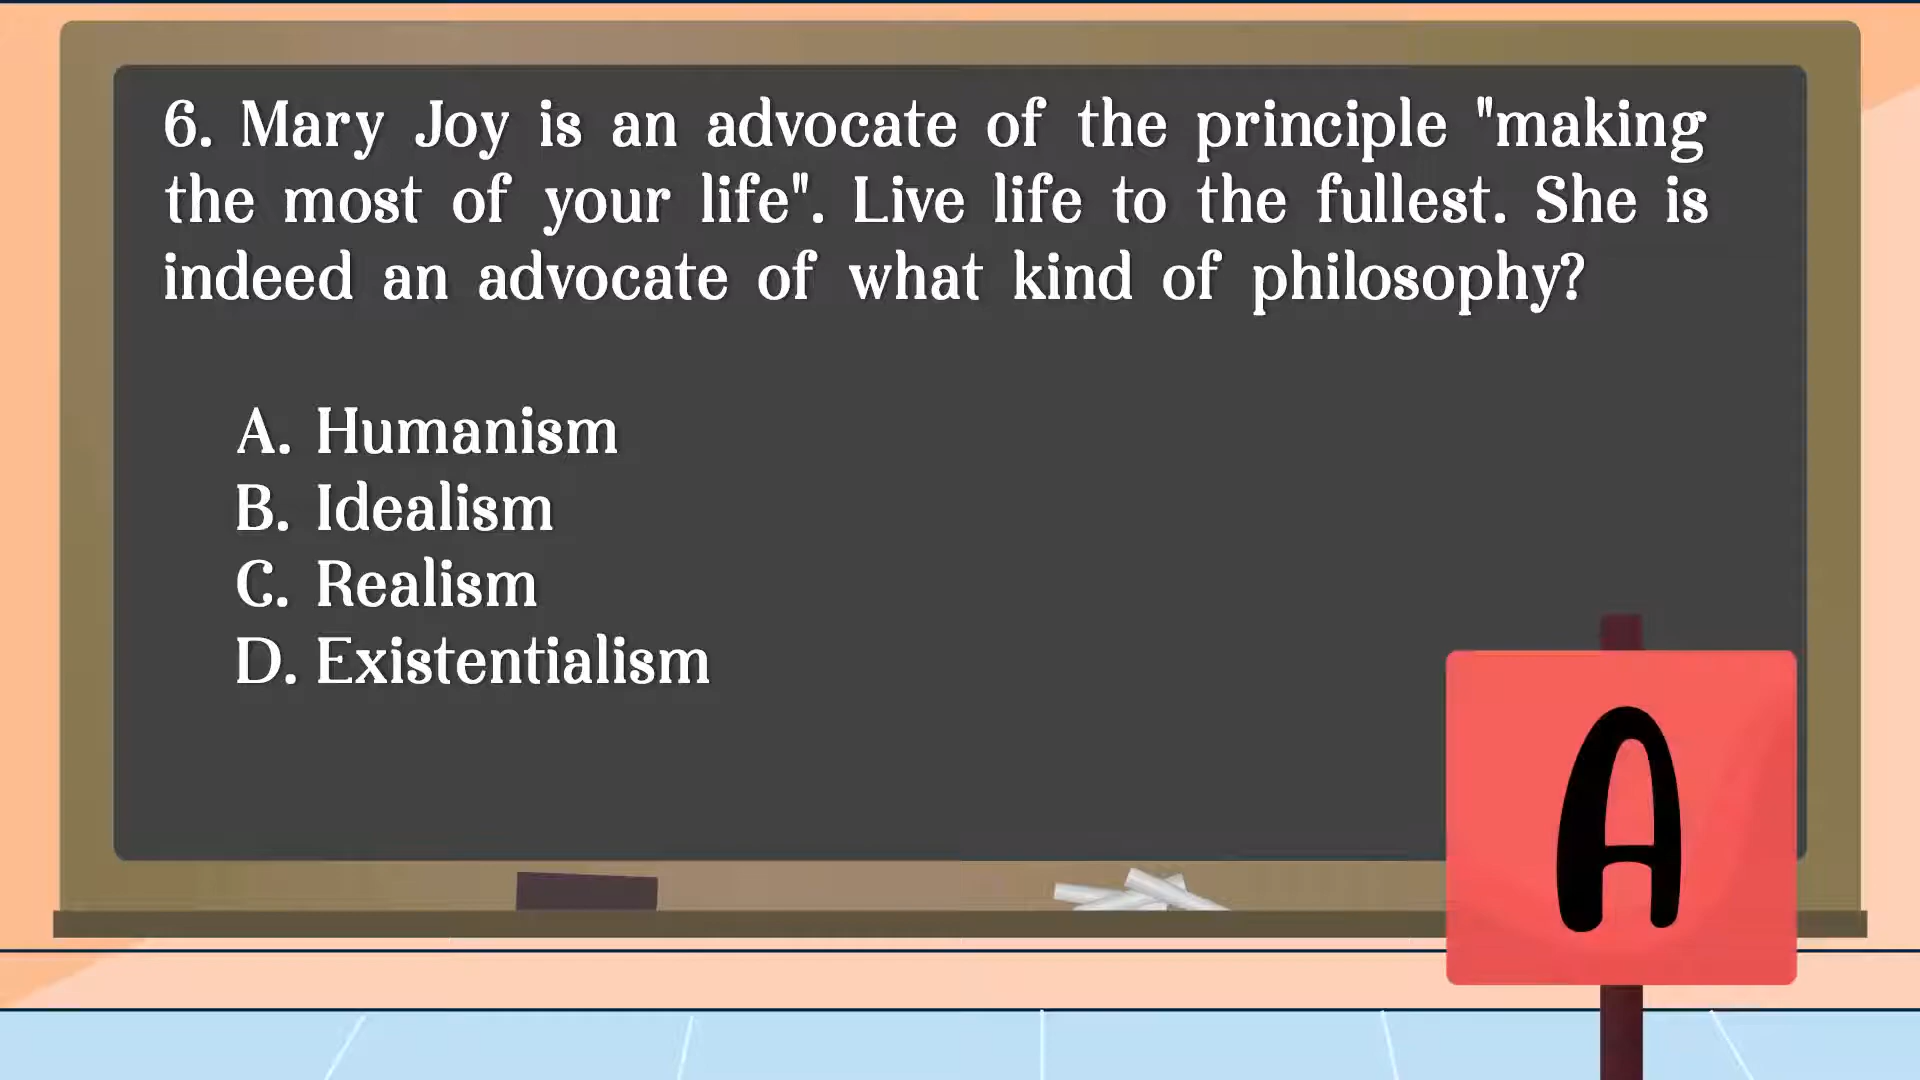 6. Mary Joy is an advocate of the principle "making
the most of your life". Live life to the fullest. She is
indeed an advocate of what kind of philosophy?
A. Humanism
B. Idealism
C. Realism
D. Existentialism
A